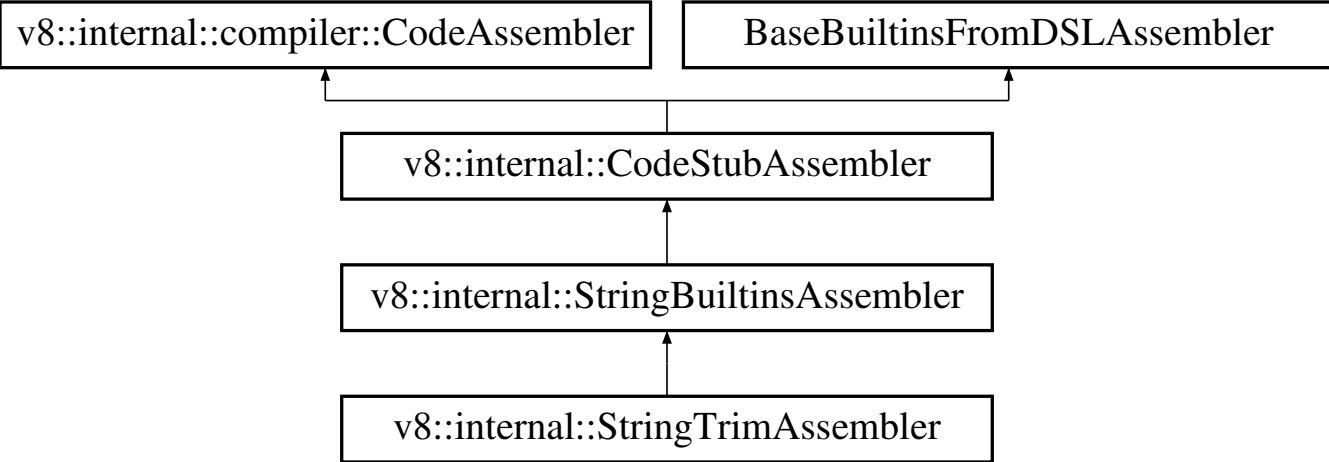 v8::internal::compiler::CodeAssembler
BaseBuiltinsFromDSLAssembler
v8::internal::CodeStubAssembler
v8::internal::StringBuiltinsAssembler
v8::internal::StringTrimAssembler